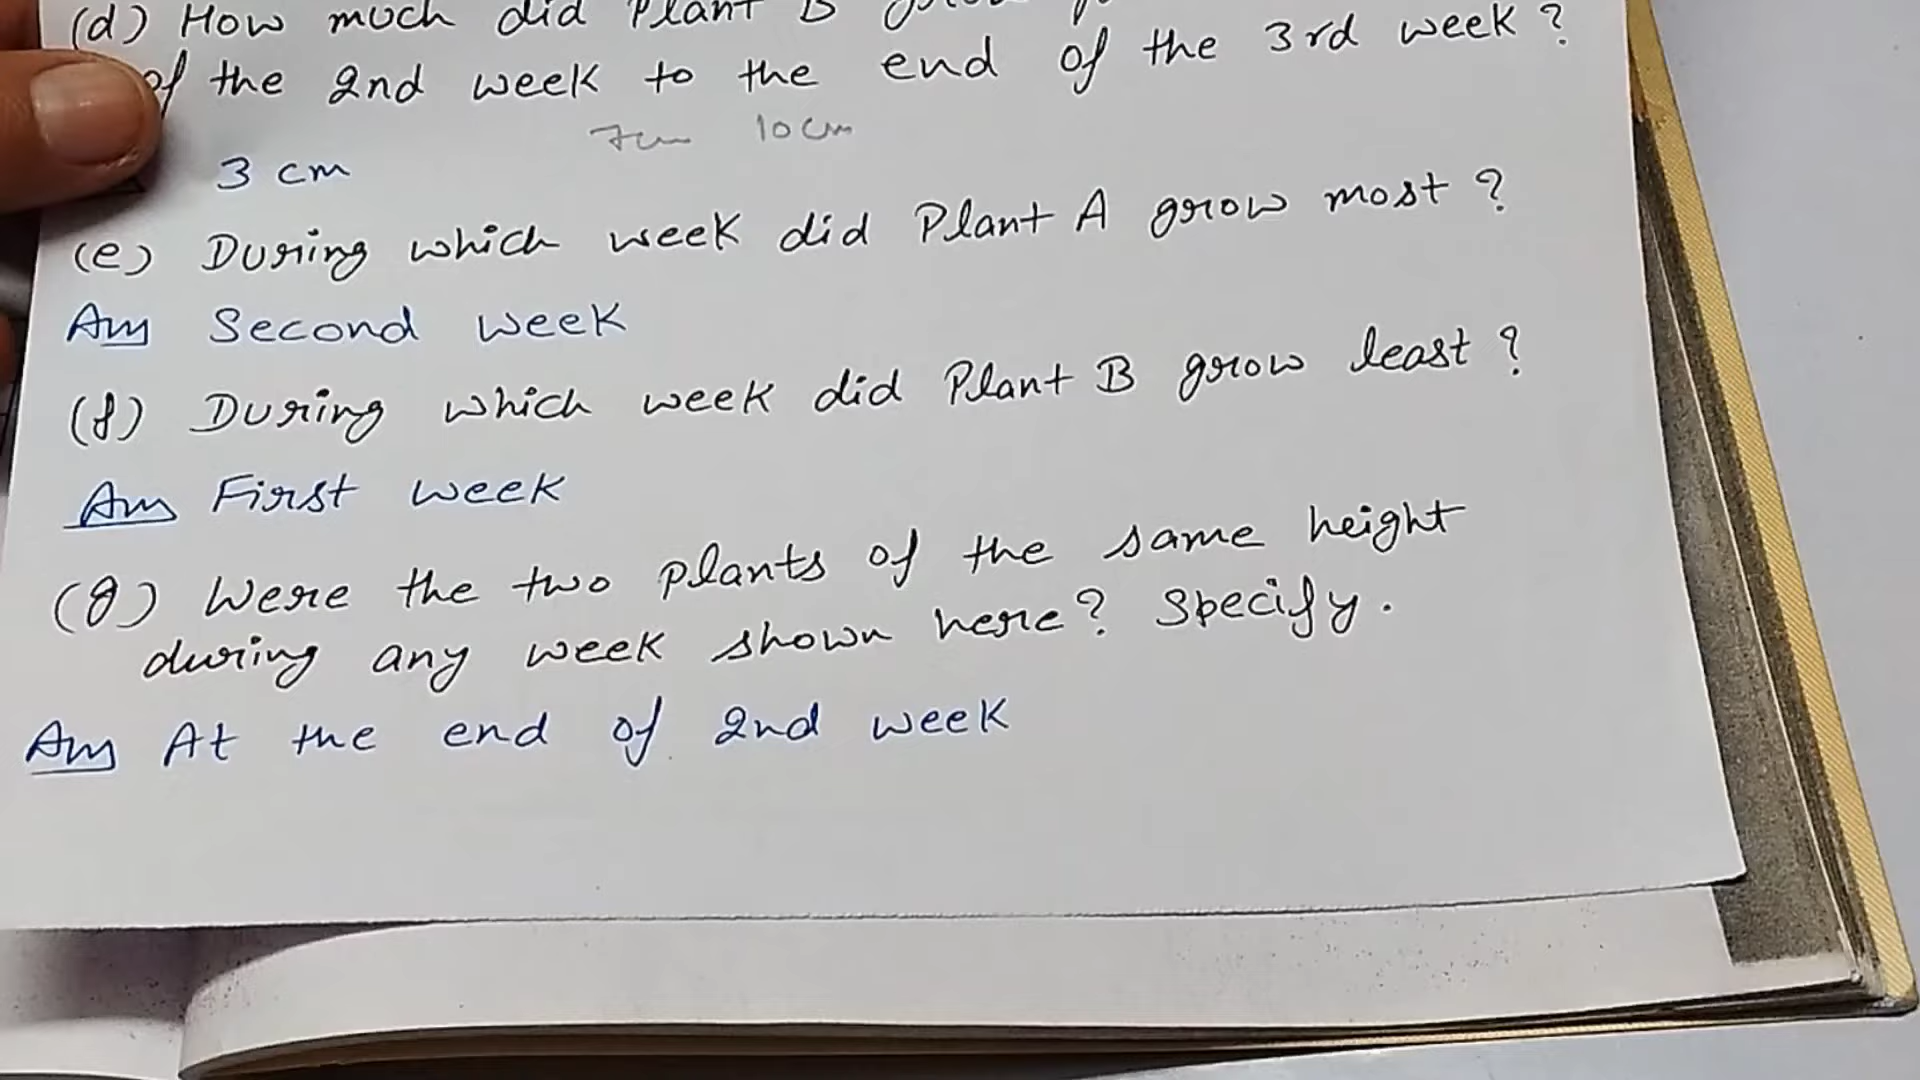 (d) How much did Plant B grow
of the 2nd week to the end of the 3rd week?
7cm 10cm
3 cm
(e) During which week did Plant A grow most?
Ans Second week
(f) During which week did Plant B grow least?
Ans First week
(g) Were the two plants of the same height
during any week shown here? Specify.
Ans At the end of 2nd week